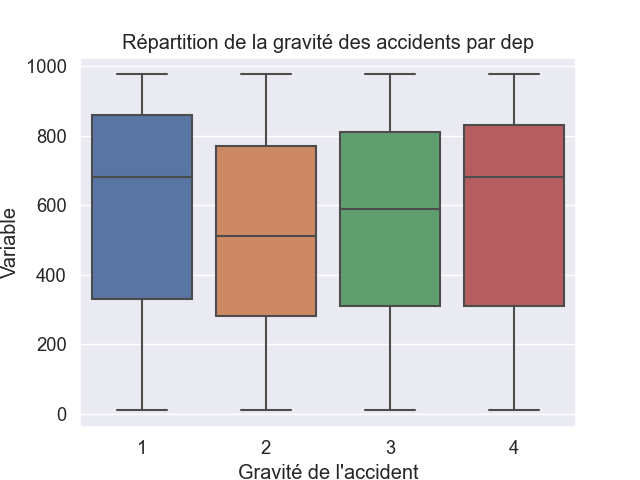 Répartition de la gravité des accidents par dep
1000
800
600
400
200
0
Variable
1 2 3 4
Gravité de l'accident